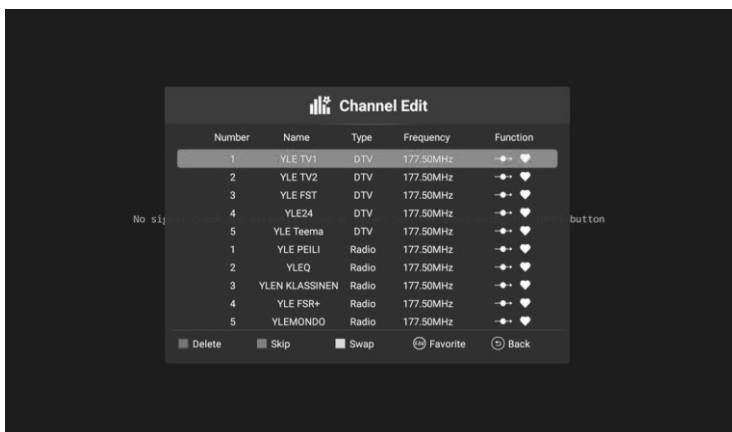 Channel Edit
Number Name Type Frequency Function
1 YLE TV1 DTV 177.50MHz
2 YLE TV2 DTV 177.50MHz
3 YLE FST DTV 177.50MHz
4 YLE24 DTV 177.50MHz
No sig button
5 YLE Teema DTV 177.50MHz
1 YLE PEILI Radio 177.50MHz
2 YLEQ Radio 177.50MHz
3 YLEN KLASSINEN Radio 177.50MHz
4 YLE FSR+ Radio 177.50MHz
5 YLEMONDO Radio 177.50MHz
Delete Skip Swap Favorite Back